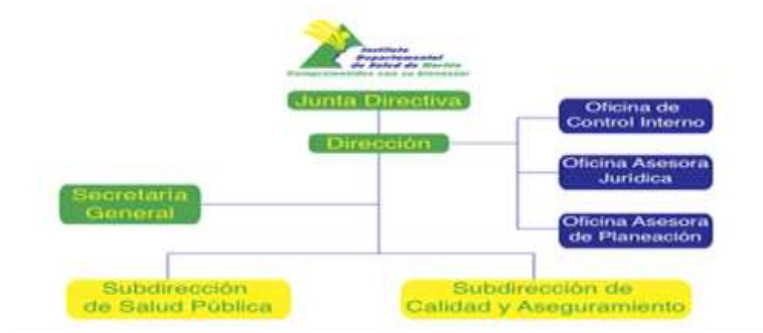 Instituto
Departamental
de Salud de Nariño
Comprometidos con su bienestar
Junta Directiva
Dirección
Oficina de
Control Interno
Oficina Asesora
Jurídica
Oficina Asesora
de Planeación
Secretaria
General
Subdirección
de Salud Pública
Subdirección de
Calidad y Aseguramiento